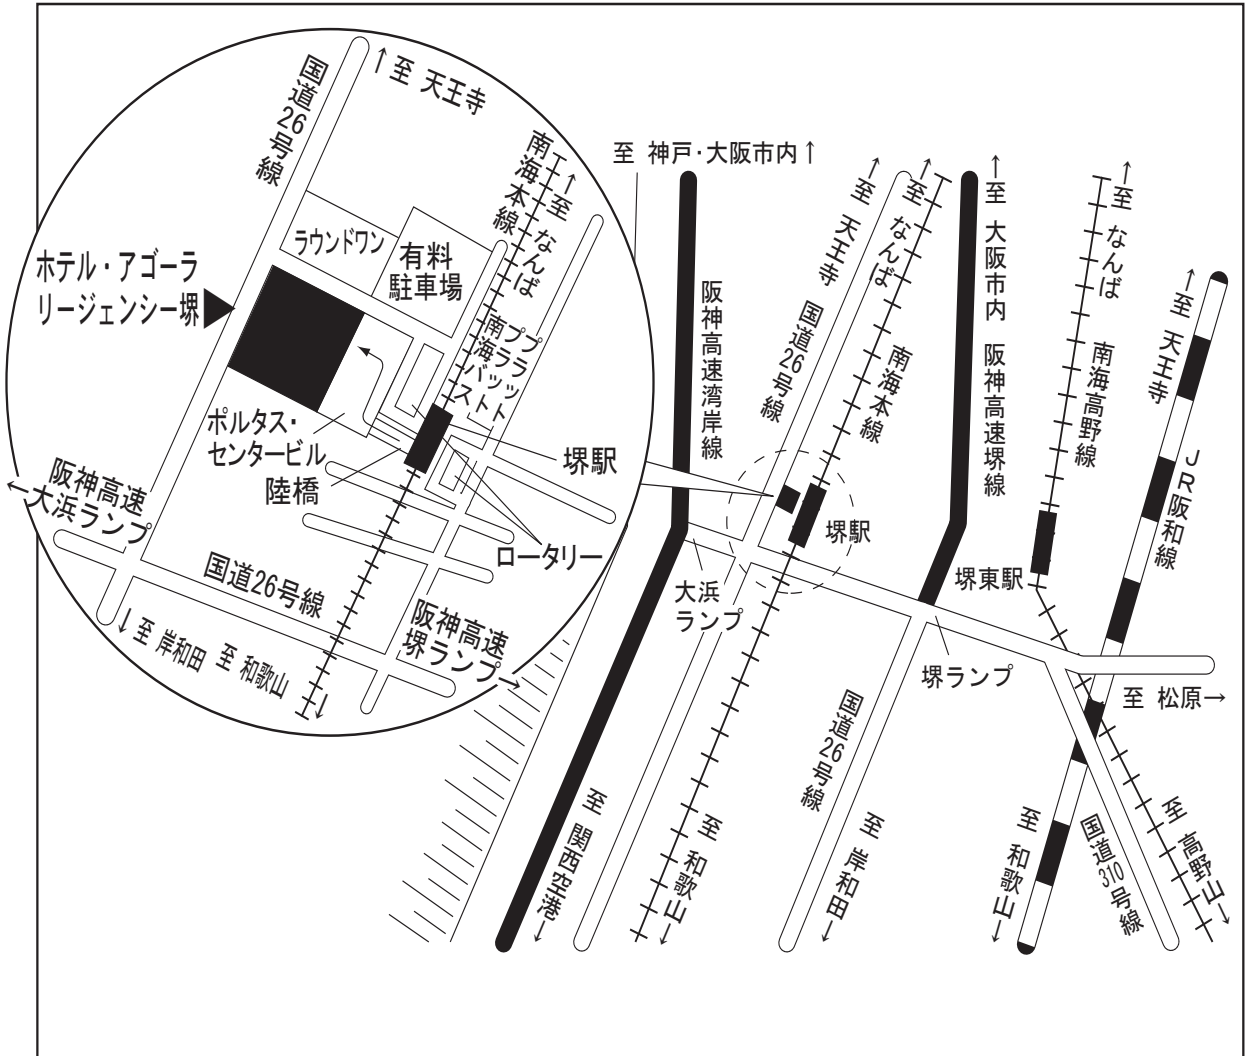 国道26号線
↑至 天王寺
南海本線
↑至 なんば
ラウンドワン
有料
駐車場
ホテル・アゴーラ
リージェンシー堺
南海
プラットバス
プラット
ポルタス・
センタービル
陸橋
堺駅
ロータリー
阪神高速
←大浜ランプ
国道26号線
阪神高速
堺ランプ→
↓至 岸和田
至 和歌山↓
至 神戸・大阪市内↑
阪神高速湾岸線
↑至 天王寺
国道26号線
↑至 なんば
南海本線
↑至 大阪市内
阪神高速堺線
↑至 なんば
南海高野線
↑至 天王寺
JR阪和線
堺駅
堺東駅
大浜
ランプ
堺ランプ
至 松原→
国道26号線
至 関西空港↓
至 和歌山↓
至 岸和田↓
至 和歌山↓
国道310号線
至 高野山↓